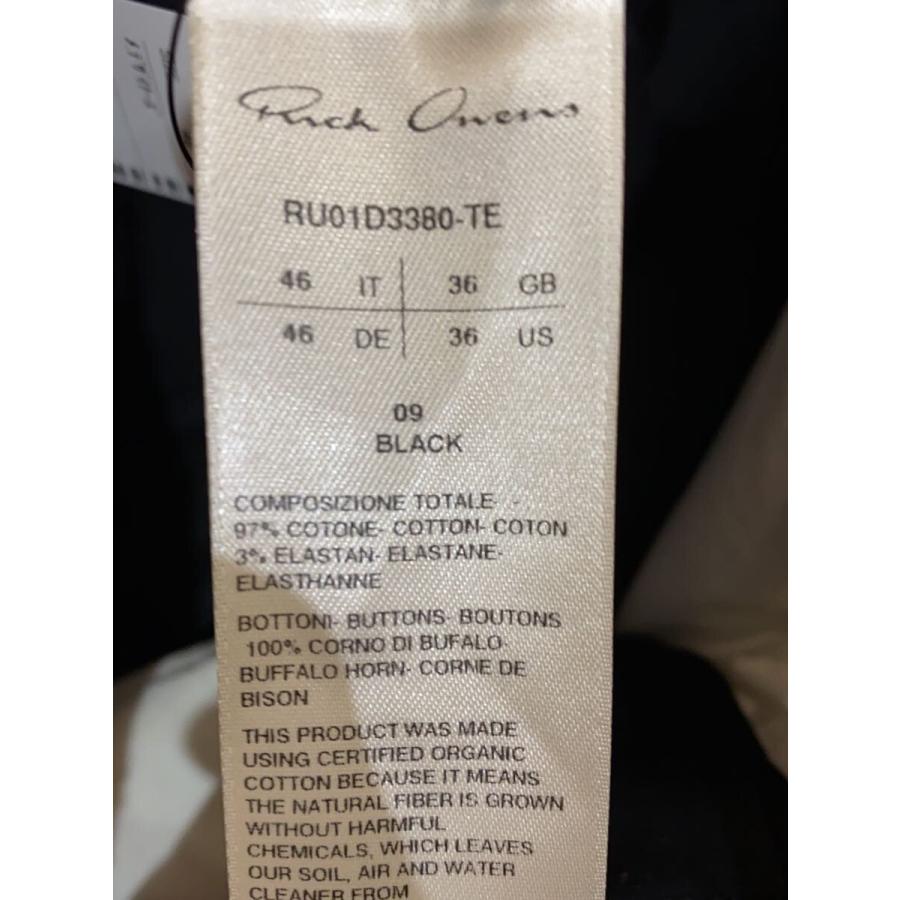 Rick Owens
RU01D3380-TE
46 IT 36 GB
46 DE 36 US
09
BLACK
COMPOSIZIONE TOTALE- -
97% COTONE- COTTON- COTON
3% ELASTAN- ELASTANE-
ELASTHANNE
BOTTONI- BUTTONS- BOUTONS
100% CORNO DI BUFALO-
BUFFALO HORN- CORNE DE
BISON
THIS PRODUCT WAS MADE
USING CERTIFIED ORGANIC
COTTON BECAUSE IT MEANS
THE NATURAL FIBER IS GROWN
WITHOUT HARMFUL
CHEMICALS, WHICH LEAVES
OUR SOIL, AIR AND WATER
CLEANER FROM